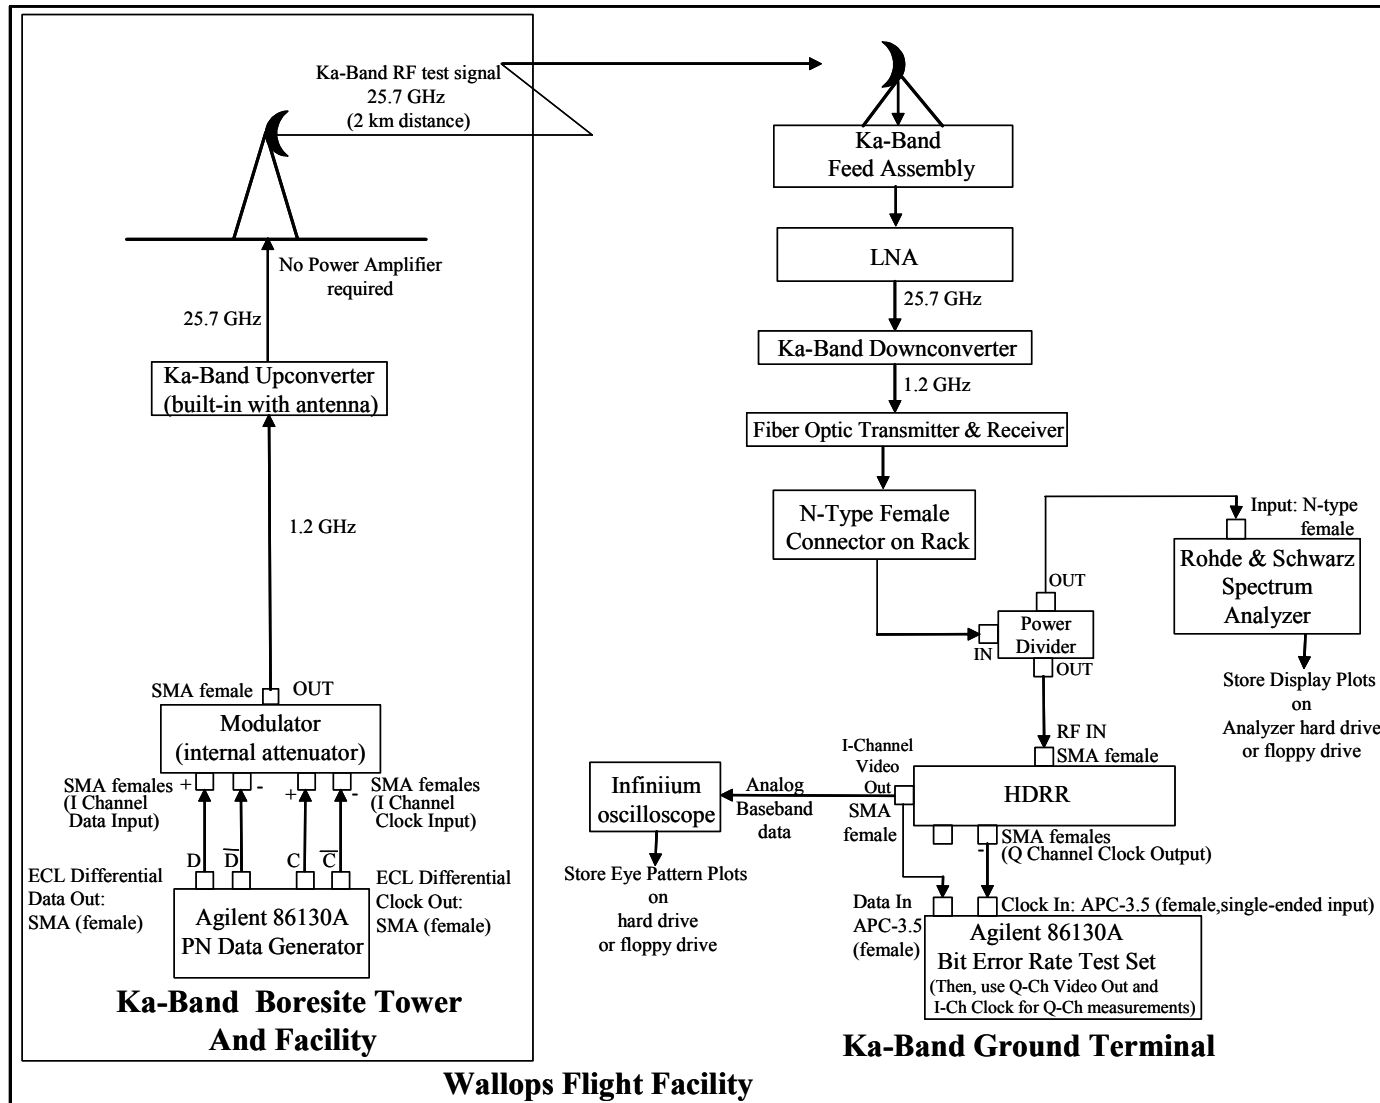 Ka-Band RF test signal
25.7 GHz
(2 km distance)
No Power Amplifier
required
25.7 GHz
Ka-Band Upconverter
(built-in with antenna)
1.2 GHz
SMA female
OUT
Modulator
(internal attenuator)
SMA females
(I Channel
Data Input)
+
-
+
-
SMA females
(I Channel
Clock Input)
D
D̅
C
C̅
ECL Differential
Data Out:
SMA (female)
ECL Differential
Clock Out:
SMA (female)
Agilent 86130A
PN Data Generator
Ka-Band Boresite Tower
And Facility
Ka-Band
Feed Assembly
LNA
25.7 GHz
Ka-Band Downconverter
1.2 GHz
Fiber Optic Transmitter & Receiver
N-Type Female
Connector on Rack
Input: N-type
female
Rohde & Schwarz
Spectrum
Analyzer
OUT
Power
Divider
IN
OUT
Store Display Plots
on
Analyzer hard drive
or floppy drive
RF IN
SMA female
I-Channel
Video
Out
SMA
female
HDRR
Analog
Baseband
data
Infiniium
oscilloscope
Store Eye Pattern Plots
on
hard drive
or floppy drive
-
SMA females
(Q Channel Clock Output)
Data In
APC-3.5
(female)
Clock In: APC-3.5 (female,single-ended input)
Agilent 86130A
Bit Error Rate Test Set
(Then, use Q-Ch Video Out and
I-Ch Clock for Q-Ch measurements)
Ka-Band Ground Terminal
Wallops Flight Facility